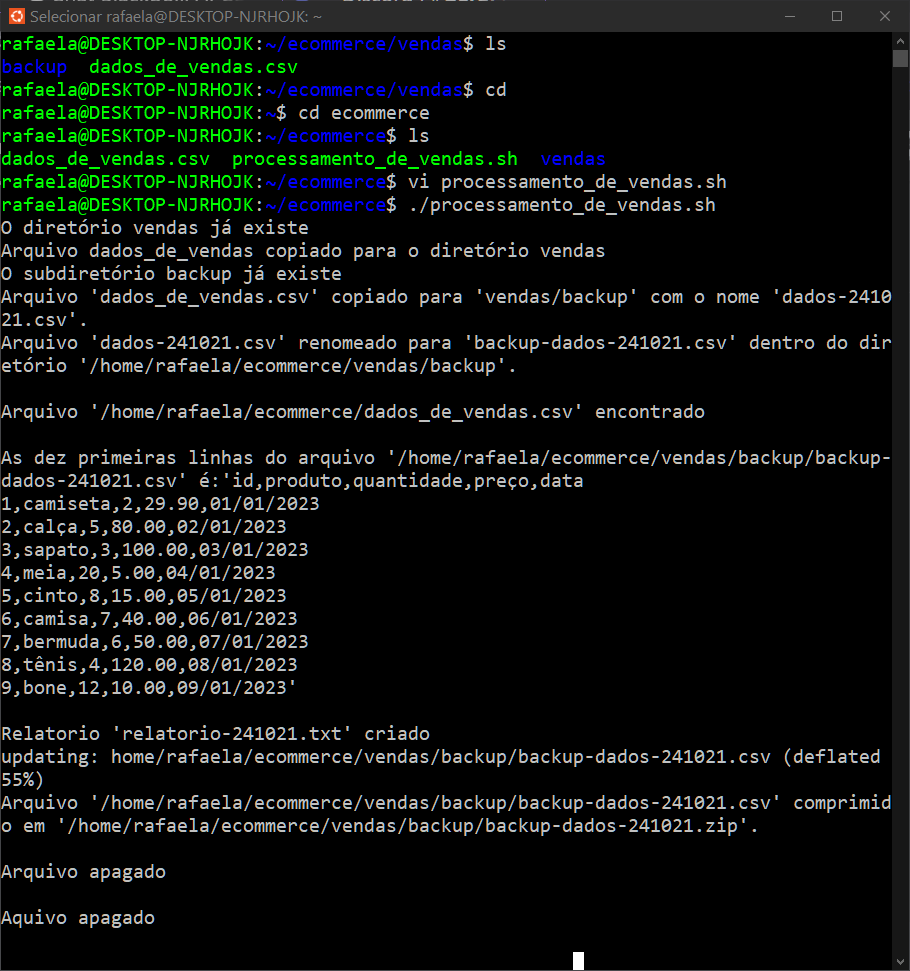 Selecionar rafaela@DESKTOP-NJRHOJK: ~
rafaela@DESKTOP-NJRHOJK:~/ecommerce/vendas$ ls
backup  dados_de_vendas.csv
rafaela@DESKTOP-NJRHOJK:~/ecommerce/vendas$ cd
rafaela@DESKTOP-NJRHOJK:~$ cd ecommerce
rafaela@DESKTOP-NJRHOJK:~/ecommerce$ ls
dados_de_vendas.csv  processamento_de_vendas.sh  vendas
rafaela@DESKTOP-NJRHOJK:~/ecommerce$ vi processamento_de_vendas.sh
rafaela@DESKTOP-NJRHOJK:~/ecommerce$ ./processamento_de_vendas.sh
O diretório vendas já existe
Arquivo dados_de_vendas copiado para o diretório vendas
O subdiretório backup já existe
Arquivo 'dados_de_vendas.csv' copiado para 'vendas/backup' com o nome 'dados-2410
21.csv'.
Arquivo 'dados-241021.csv' renomeado para 'backup-dados-241021.csv' dentro do dir
etório '/home/rafaela/ecommerce/vendas/backup'.
Arquivo '/home/rafaela/ecommerce/dados_de_vendas.csv' encontrado
As dez primeiras linhas do arquivo '/home/rafaela/ecommerce/vendas/backup/backup-
dados-241021.csv' é:'id,produto,quantidade,preço,data
1,camiseta,2,29.90,01/01/2023
2,calça,5,80.00,02/01/2023
3,sapato,3,100.00,03/01/2023
4,meia,20,5.00,04/01/2023
5,cinto,8,15.00,05/01/2023
6,camisa,7,40.00,06/01/2023
7,bermuda,6,50.00,07/01/2023
8,tênis,4,120.00,08/01/2023
9,bone,12,10.00,09/01/2023'
Relatorio 'relatorio-241021.txt' criado
updating: home/rafaela/ecommerce/vendas/backup/backup-dados-241021.csv (deflated
55%)
Arquivo '/home/rafaela/ecommerce/vendas/backup/backup-dados-241021.csv' comprimid
o em '/home/rafaela/ecommerce/vendas/backup/backup-dados-241021.zip'.
Arquivo apagado
Aquivo apagado